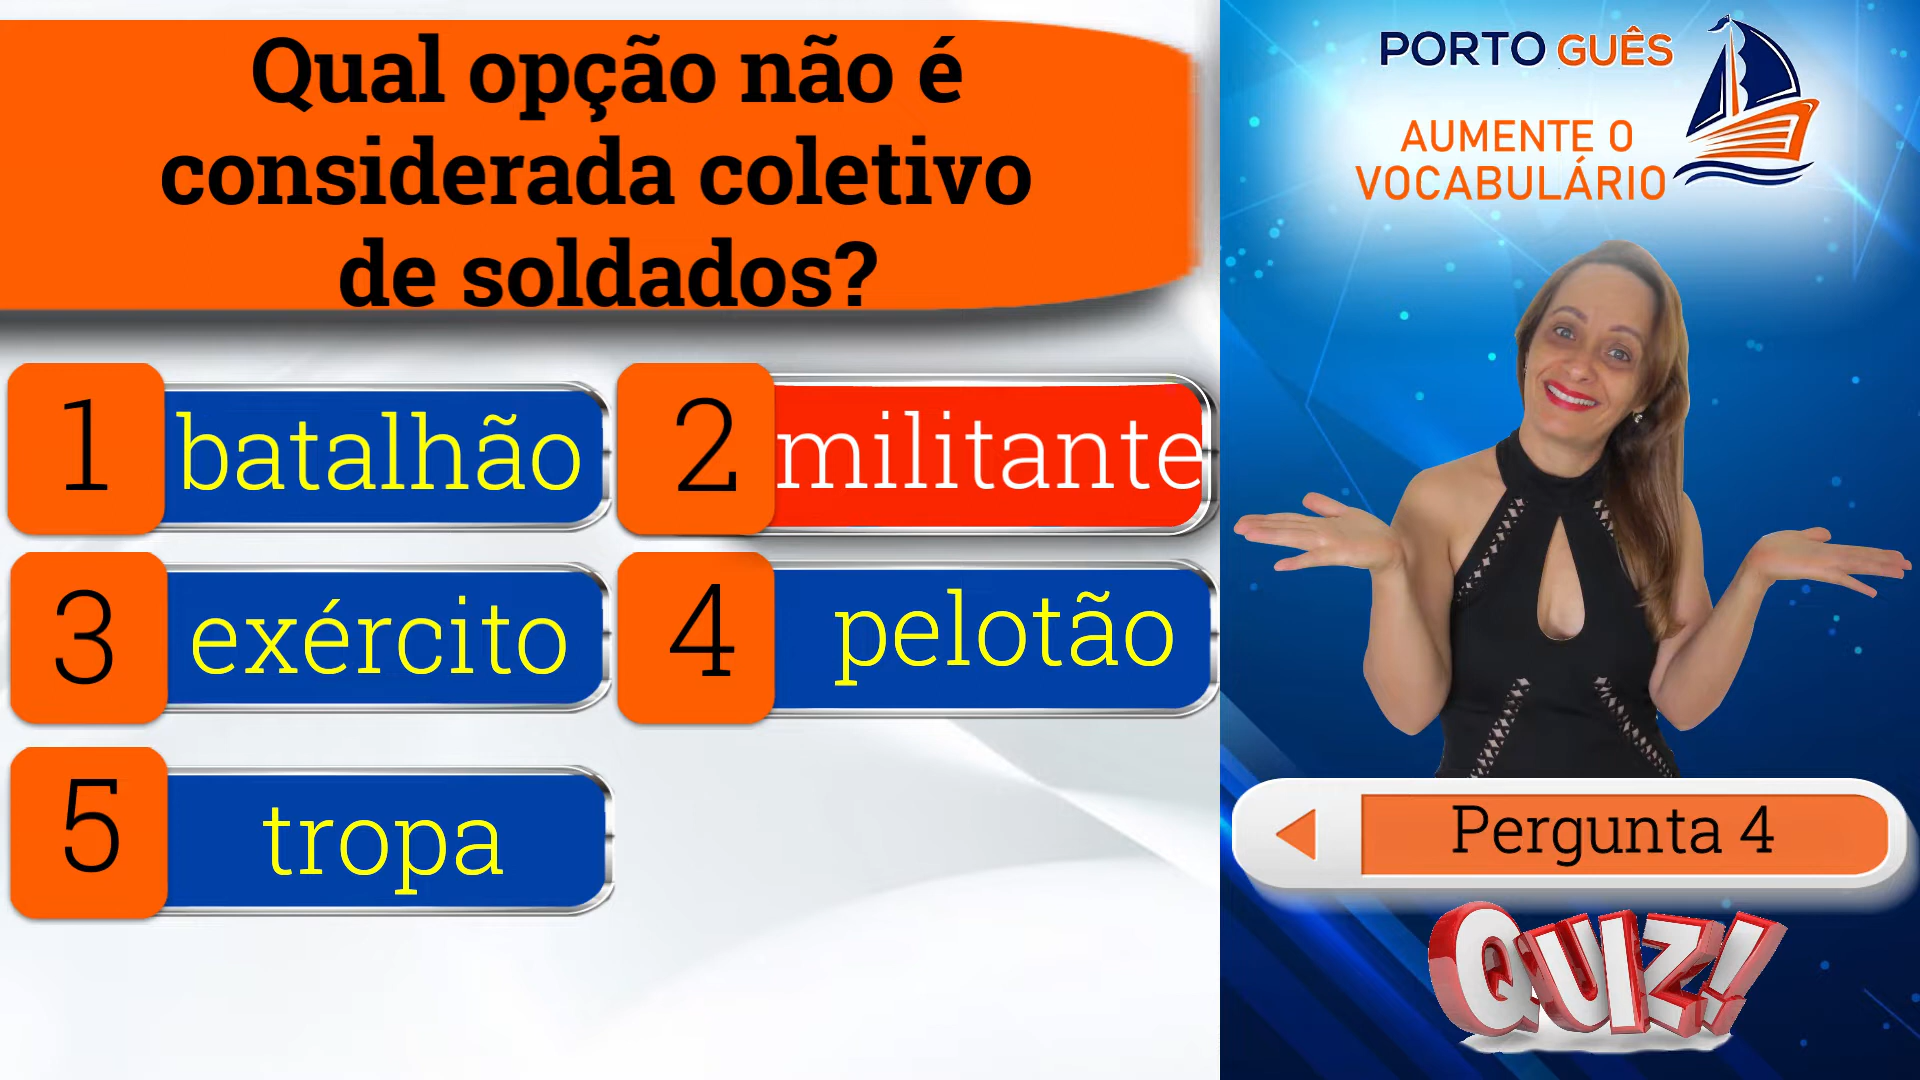 Qual opção não é
considerada coletivo
de soldados?
1 batalhão
2 militante
3 exércíto
4 pelotão
5 tropa
PORTO GUÊS
AUMENTE O
VOCABULÁRIO
Pergunta 4
QUIZ!